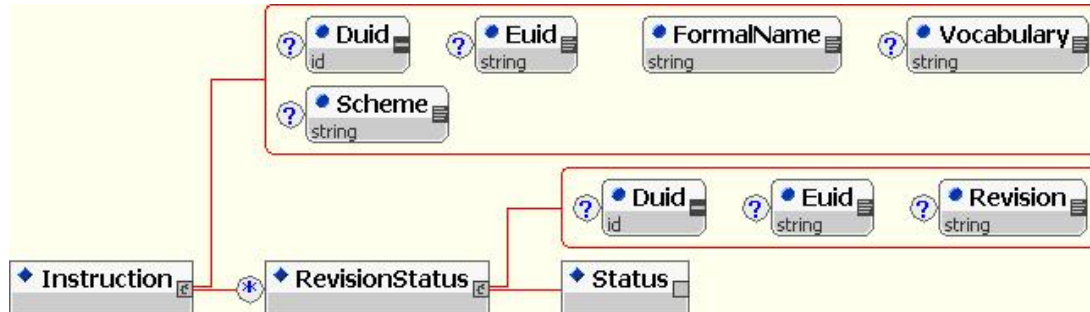 ? Duid ? Euid FormalName ? Vocabulary
id string string string
? Scheme
string
? Duid ? Euid ? Revision
id string string
Instruction * RevisionStatus Status